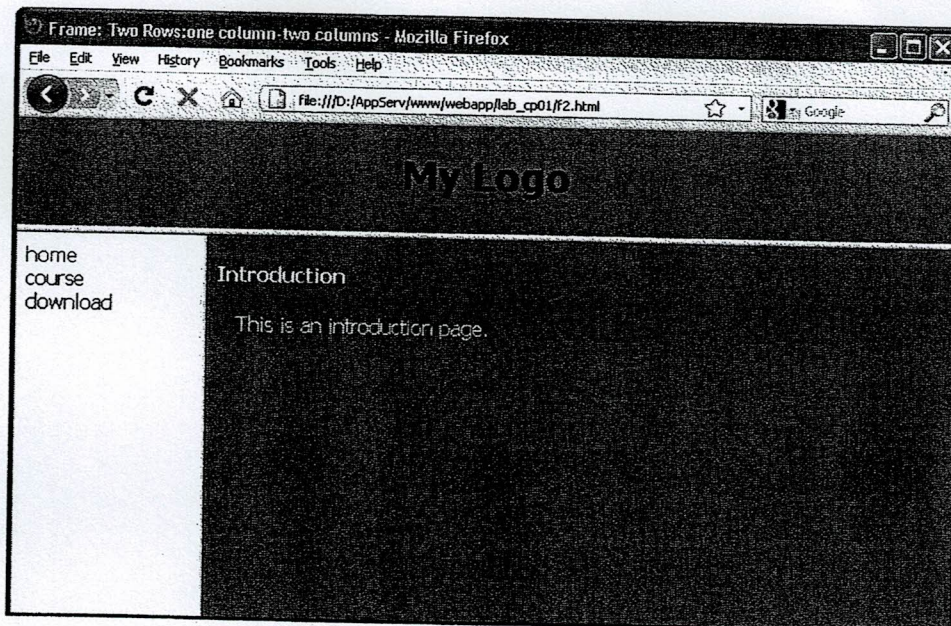 Frame: Two Rows:one column-two columns - Mozilla Firefox
File Edit View History Bookmarks Tools Help
file:///D:/AppServ/www/webapp/lab_cp01/f2.html Google
My Logo
home
course
download
Introduction
This is an introduction page.